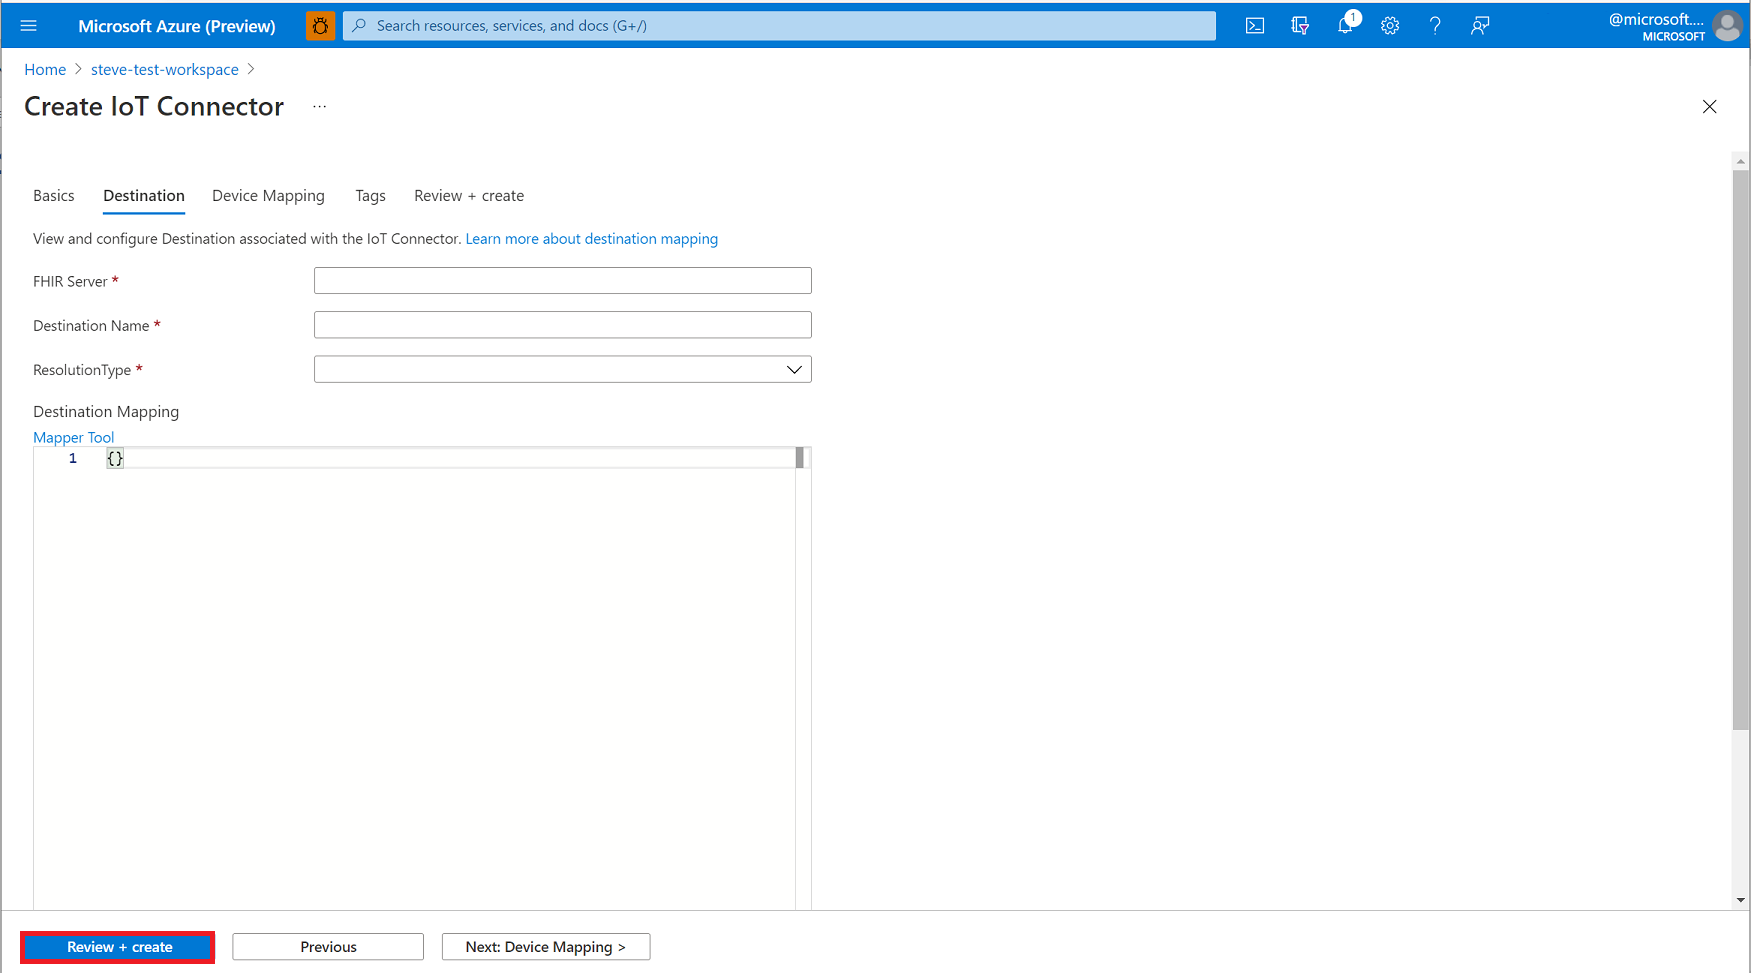 Microsoft Azure (Preview)
Search resources, services, and docs (G+/)
1
@microsoft....
MICROSOFT
Home > steve-test-workspace >
Create IoT Connector ...
Basics Destination Device Mapping Tags Review + create
View and configure Destination associated with the IoT Connector. Learn more about destination mapping
FHIR Server *
Destination Name *
ResolutionType *
Destination Mapping
Mapper Tool
1 {}
Review + create Previous Next: Device Mapping >